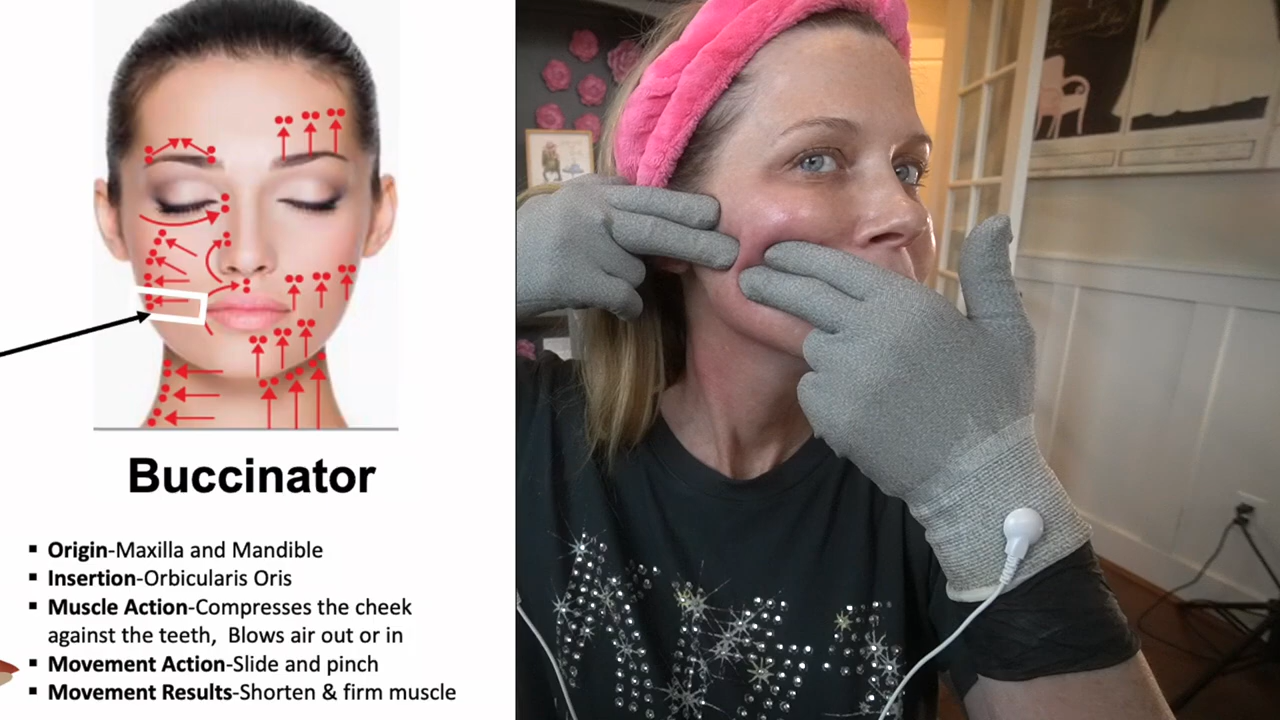 Buccinator
▪ Origin-Maxilla and Mandible
▪ Insertion-Orbicularis Oris
▪ Muscle Action-Compresses the cheek
against the teeth, Blows air out or in
▪ Movement Action-Slide and pinch
▪ Movement Results-Shorten & firm muscle